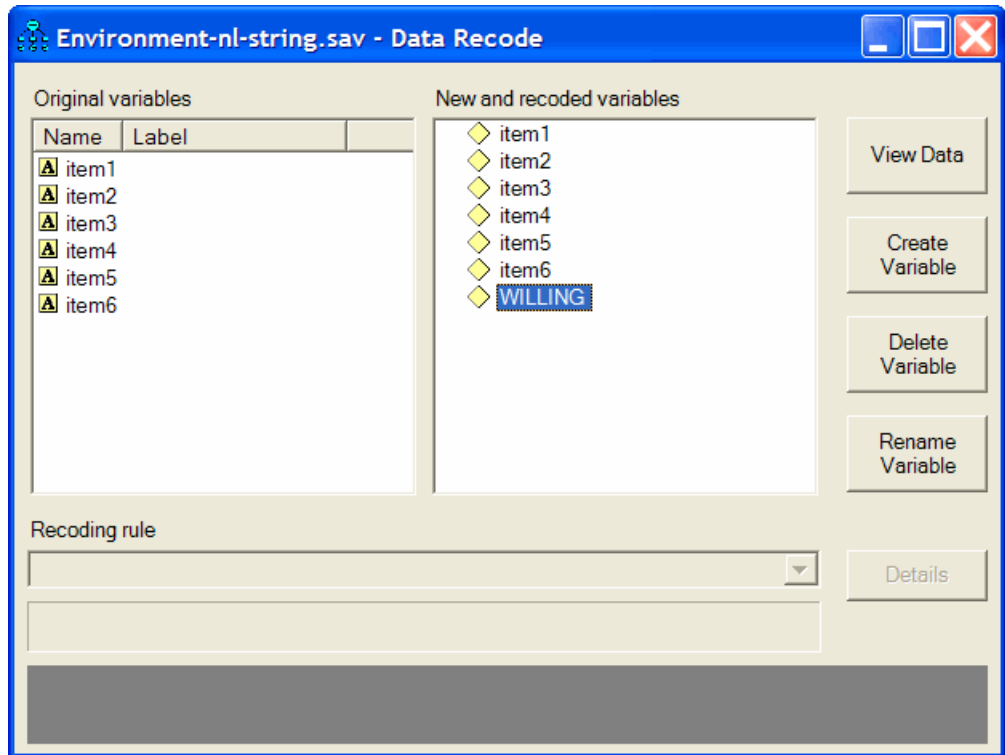 Environment-nl-string.sav - Data Recode
Original variables
Name Label
A item1
A item2
A item3
A item4
A item5
A item6
New and recoded variables
item1
item2
item3
item4
item5
item6
WILLING
View Data
Create
Variable
Delete
Variable
Rename
Variable
Recoding rule
Details